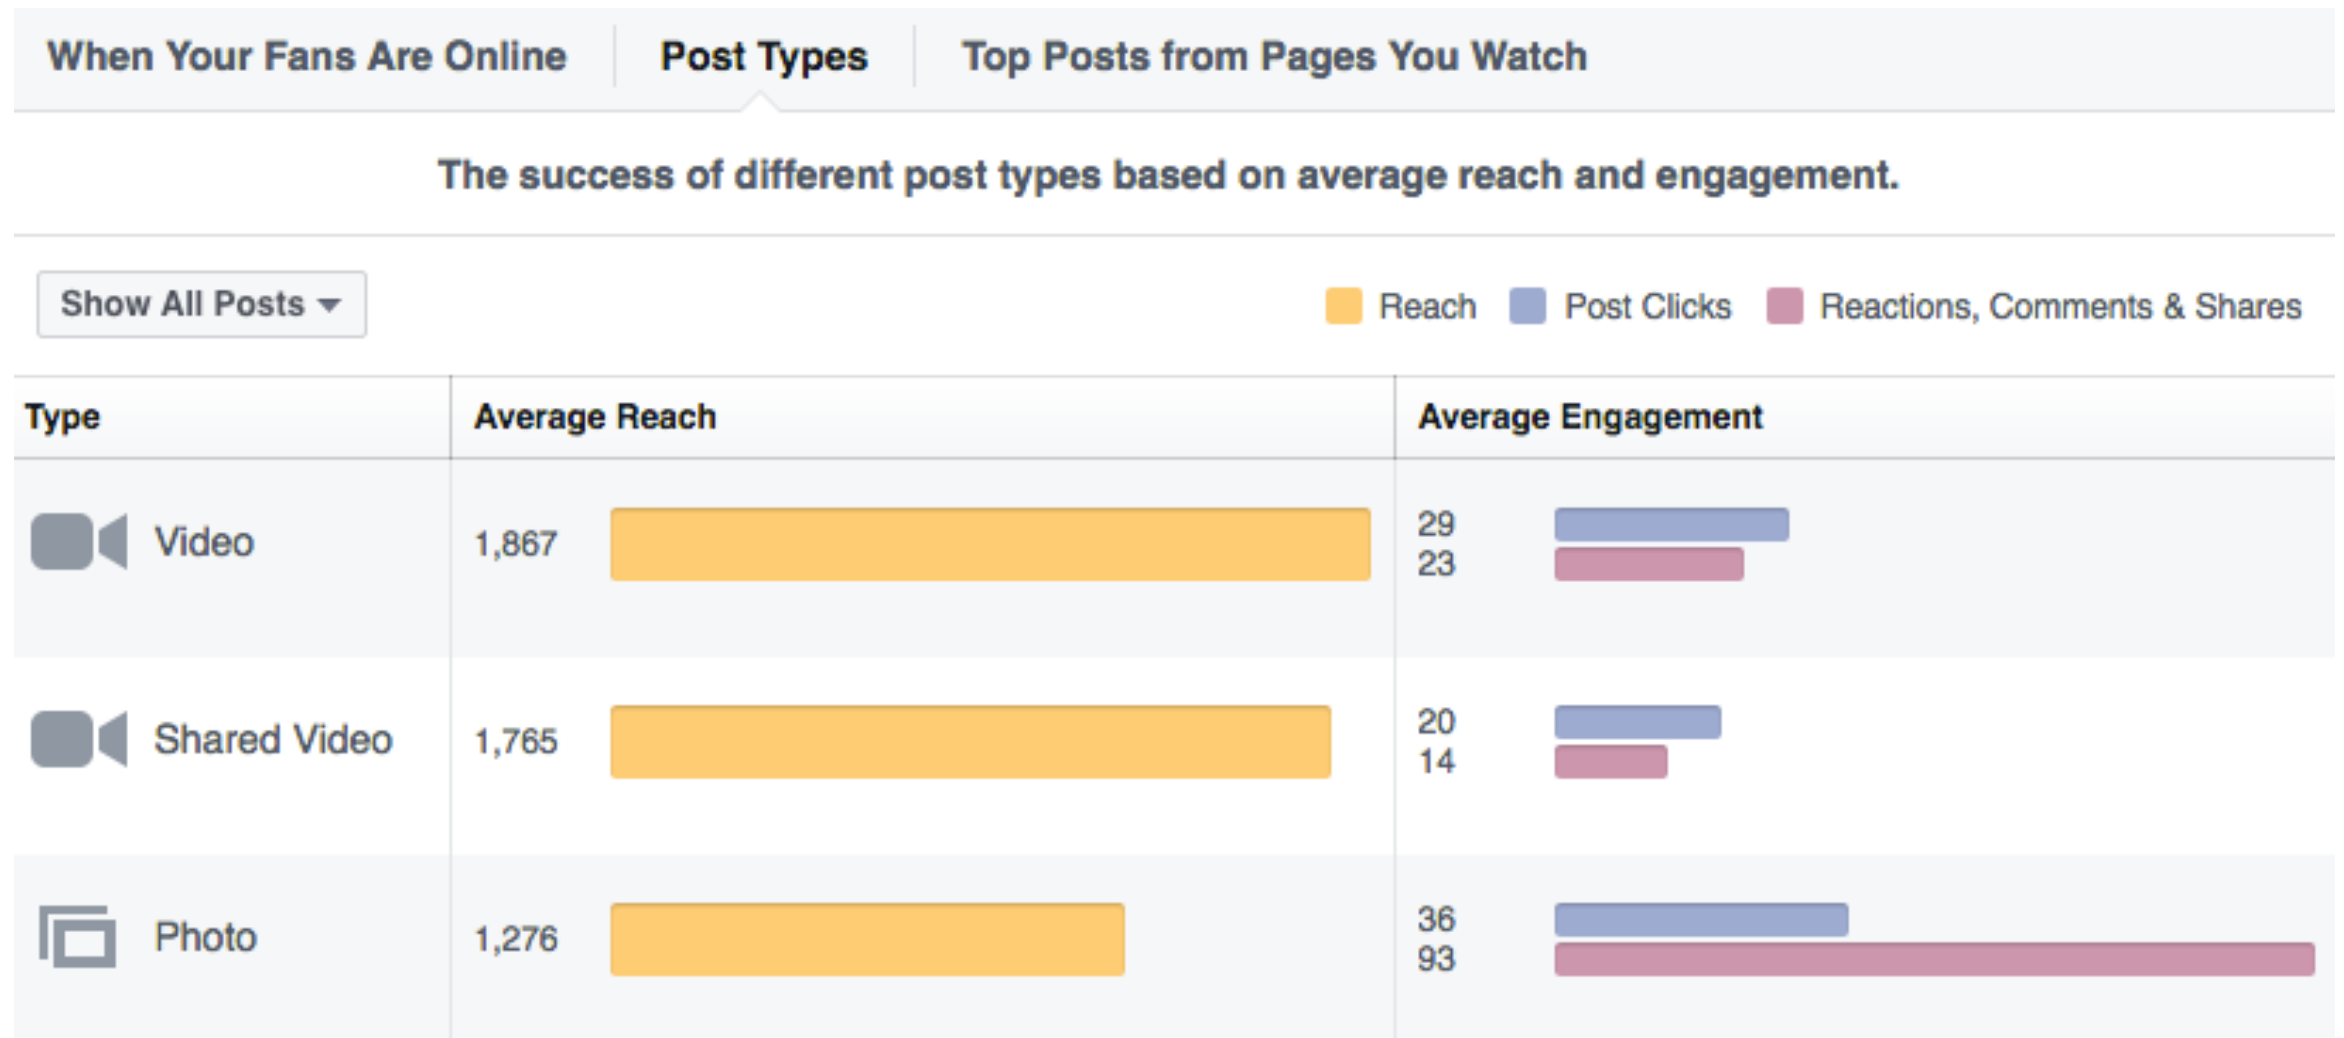 When Your Fans Are Online Post Types Top Posts from Pages You Watch
The success of different post types based on average reach and engagement.
Show All Posts
Reach Post Clicks Reactions, Comments & Shares
Type Average Reach Average Engagement
Video 1,867 29
23
Shared Video 1,765 20
14
Photo 1,276 36
93